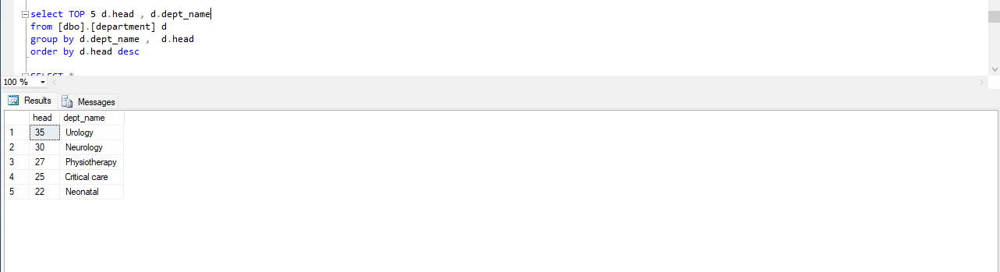 select TOP 5 d.head , d.dept_name
from [dbo].[department] d
group by d.dept_name ,  d.head
order by d.head desc
SELECT *
100 %
Results Messages
head dept_name
1 35 Urology
2 30 Neurology
3 27 Physiotherapy
4 25 Critical care
5 22 Neonatal